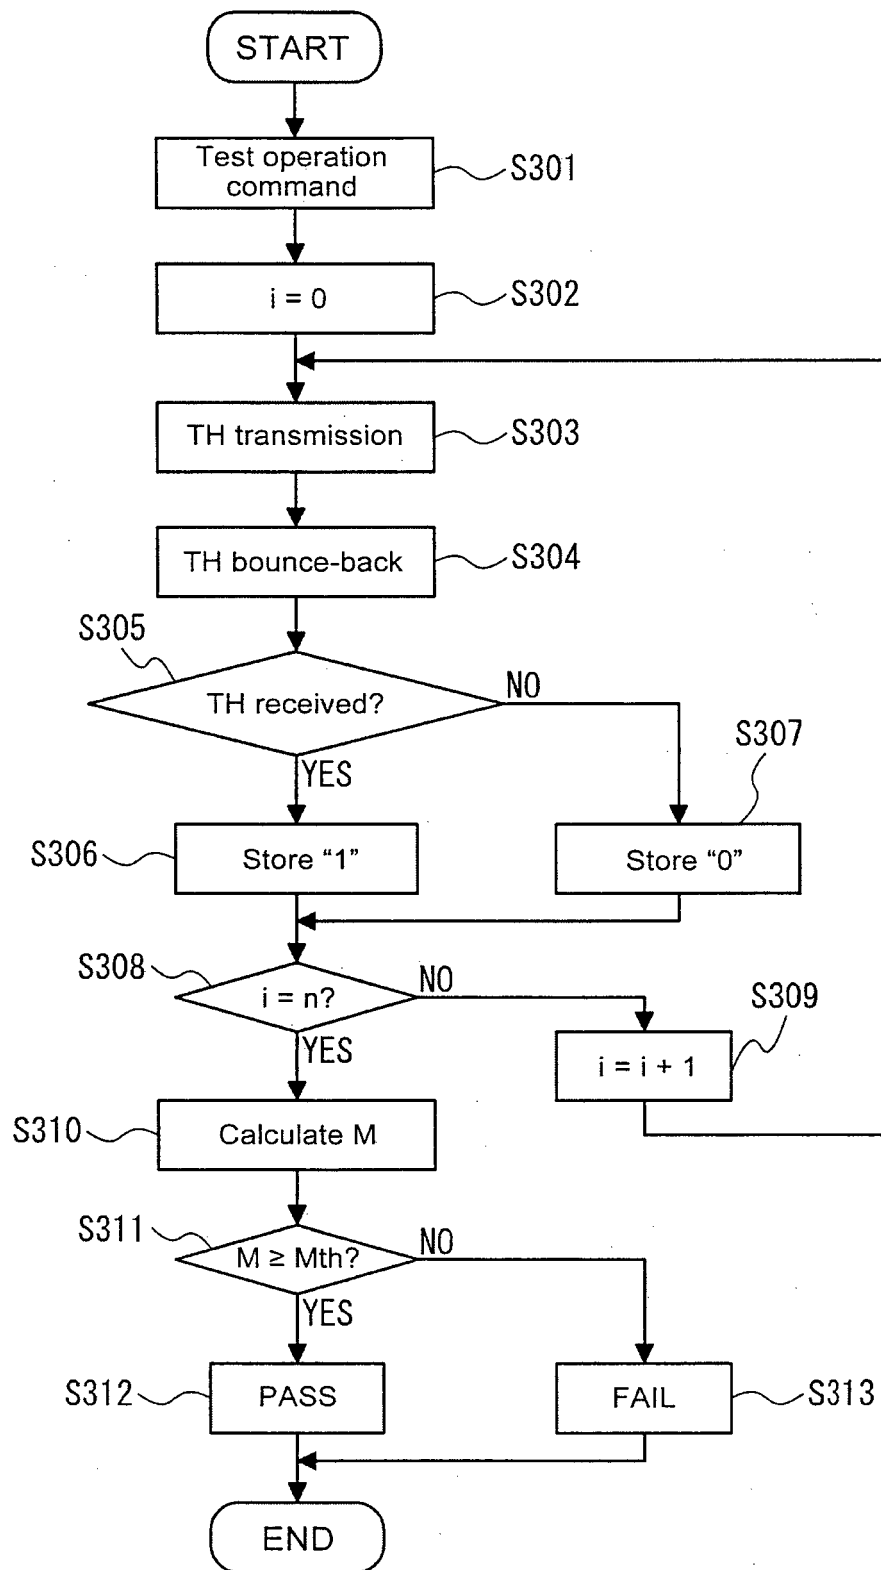 START
Test operation
command
S301
i = 0
S302
TH transmission
S303
TH bounce-back
S304
S305
TH received?
NO
YES
S307
S306
Store “1”
Store “0”
S308
i = n?
NO
YES
S309
i = i + 1
S310
Calculate M
S311
M ≥ Mth?
NO
YES
S312
PASS
FAIL
S313
END